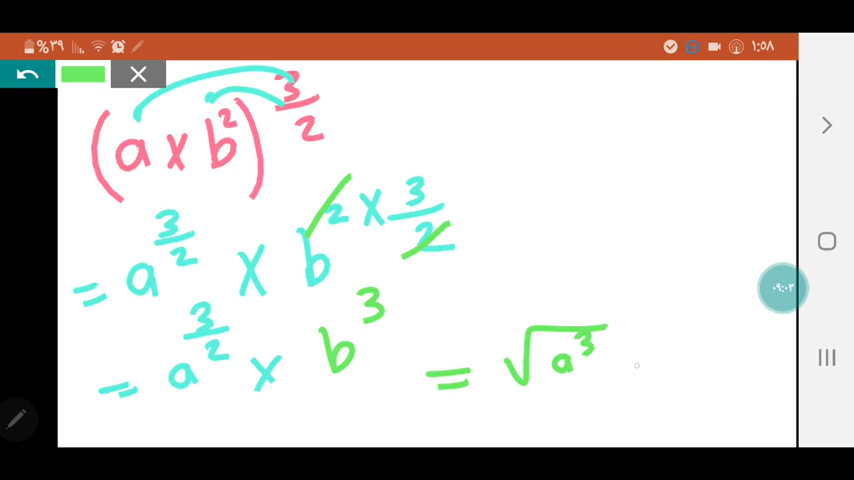 %٣٩ ١:٥٨
(a x b²)^3/2
= a^3/2 x b^2 x 3/2
= a^3/2 x b³ = √a³
٠٩:٠٣